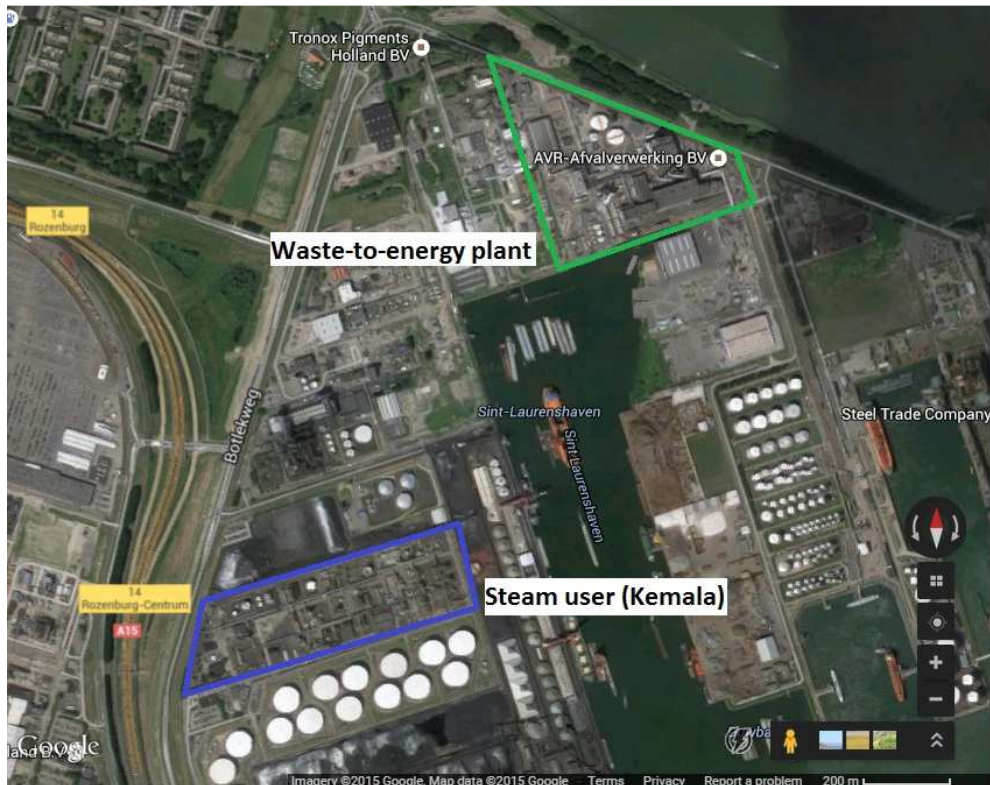 Tronox Pigments
Holland BV
AVR-Afvalverwerking BV
14
Rozenburg
Waste-to-energy plant
Botlekweg
Sint-Laurenshaven
Sint-Laurenshaven
Steel Trade Company
Steam user (Kemala)
14
Rozenburg-Centrum
A15
Google
Imagery ©2015 Google, Map data ©2015 Google Terms Privacy Report a problem 200 m